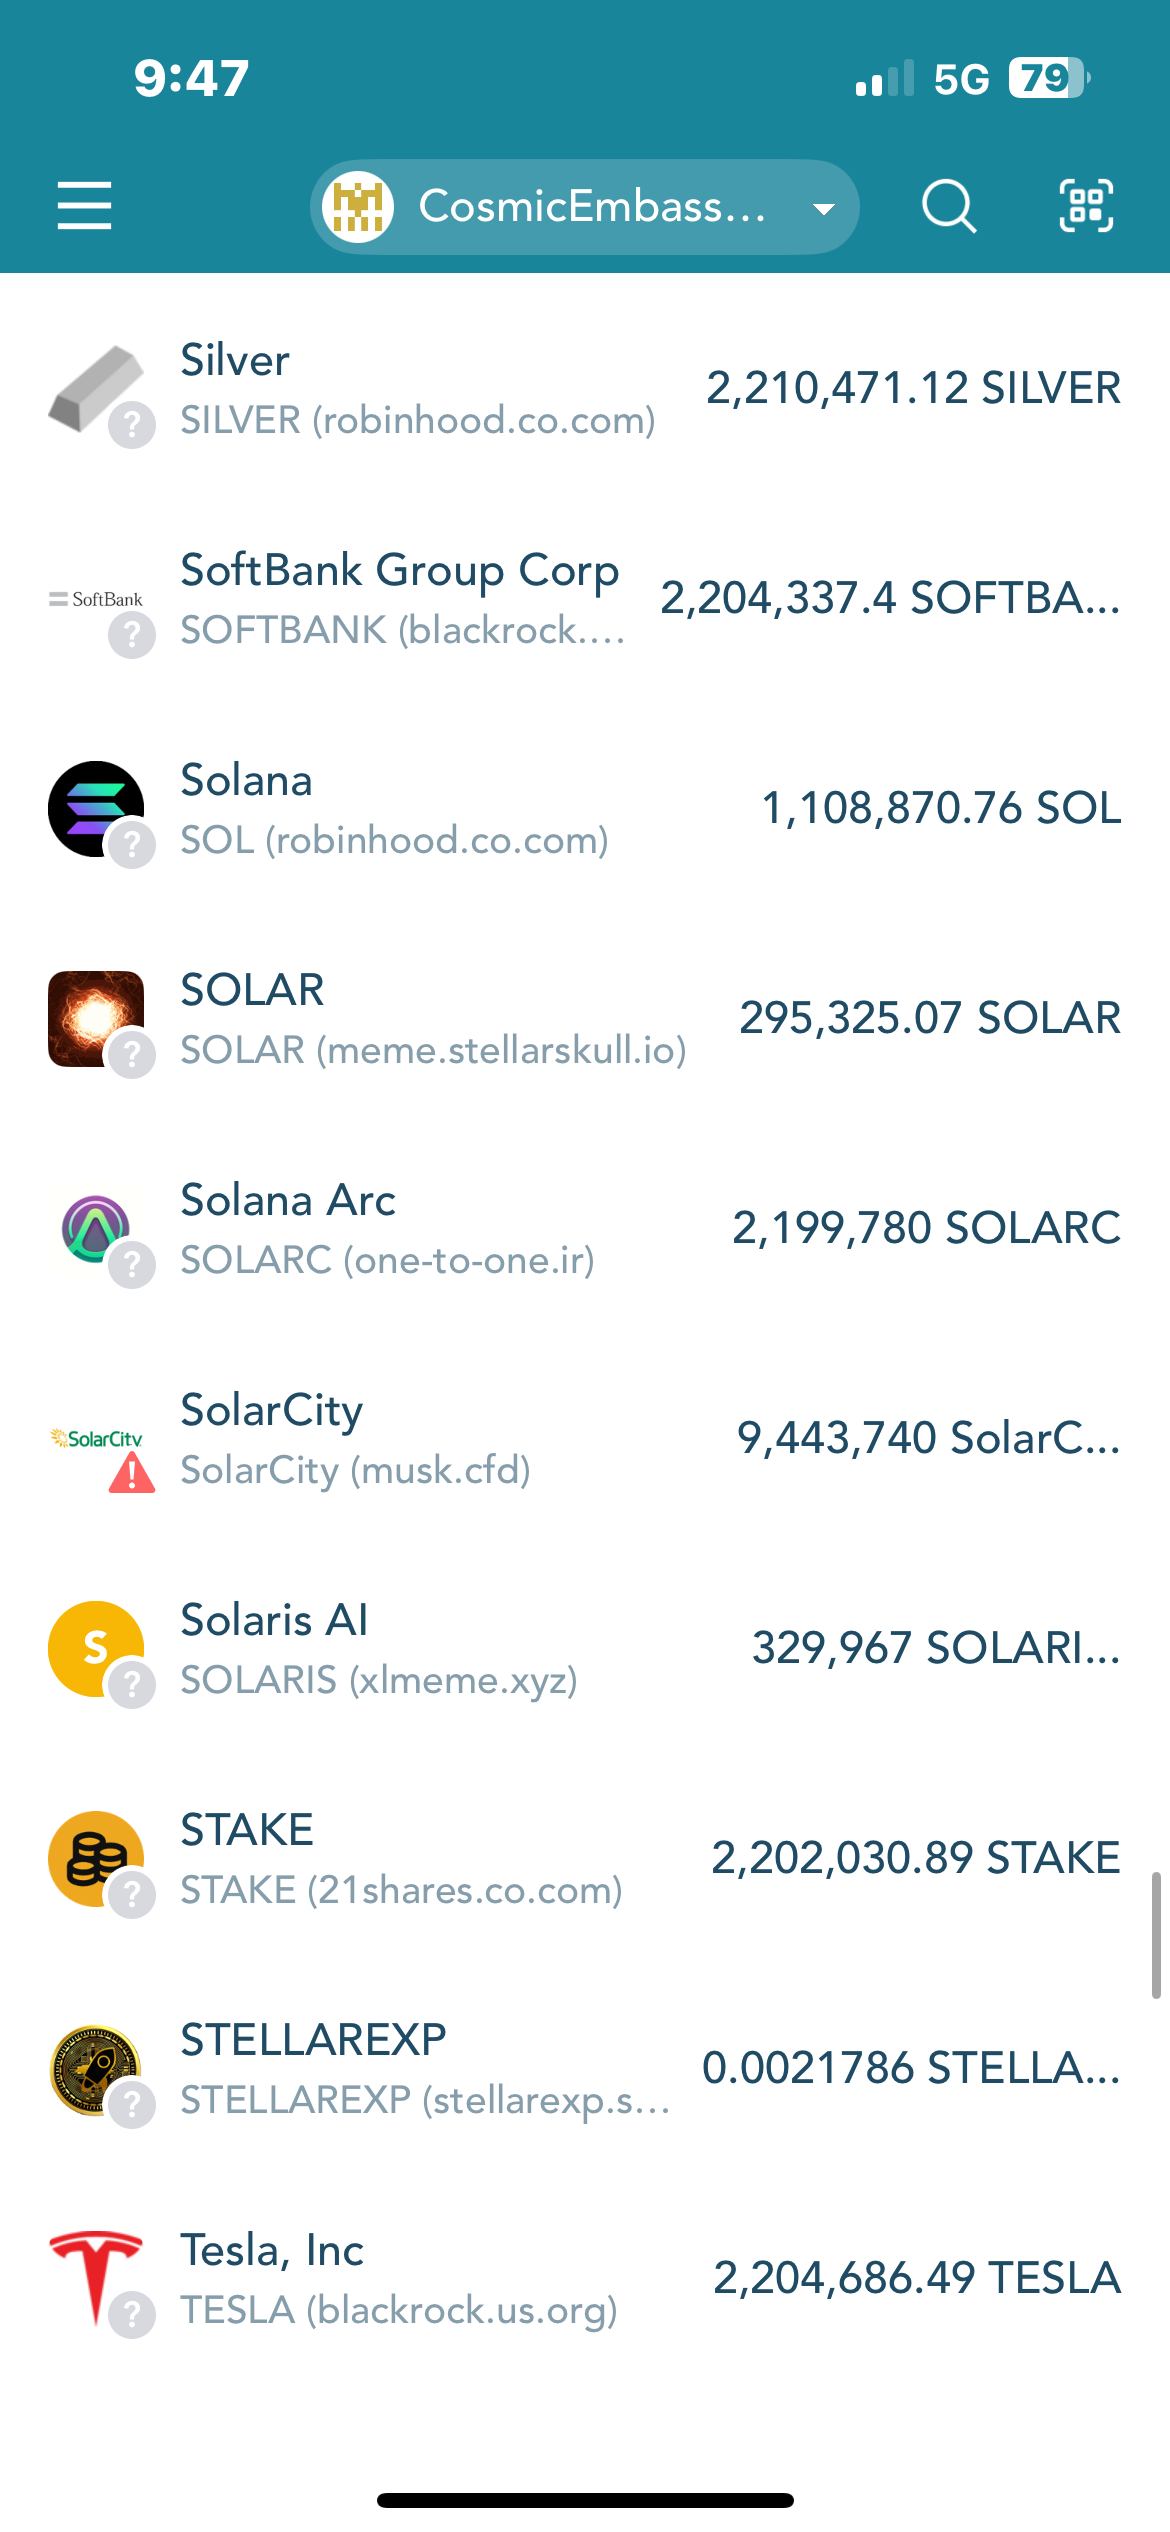 9:47
5G 79
CosmicEmbass...
Silver
2,210,471.12 SILVER
SILVER (robinhood.co.com)
SoftBank Group Corp
SoftBank
2,204,337.4 SOFTBA...
SOFTBANK (blackrock....
Solana
1,108,870.76 SOL
SOL (robinhood.co.com)
SOLAR
295,325.07 SOLAR
SOLAR (meme.stellarskull.io)
Solana Arc
2,199,780 SOLARC
SOLARC (one-to-one.ir)
SolarCity
SolarCity
9,443,740 SolarC...
SolarCity (musk.cfd)
Solaris AI
S
329,967 SOLARI...
SOLARIS (xlmeme.xyz)
STAKE
2,202,030.89 STAKE
STAKE (21shares.co.com)
STELLAREXP
0.0021786 STELLA...
STELLAREXP (stellarexp.s...
Tesla, Inc
2,204,686.49 TESLA
TESLA (blackrock.us.org)